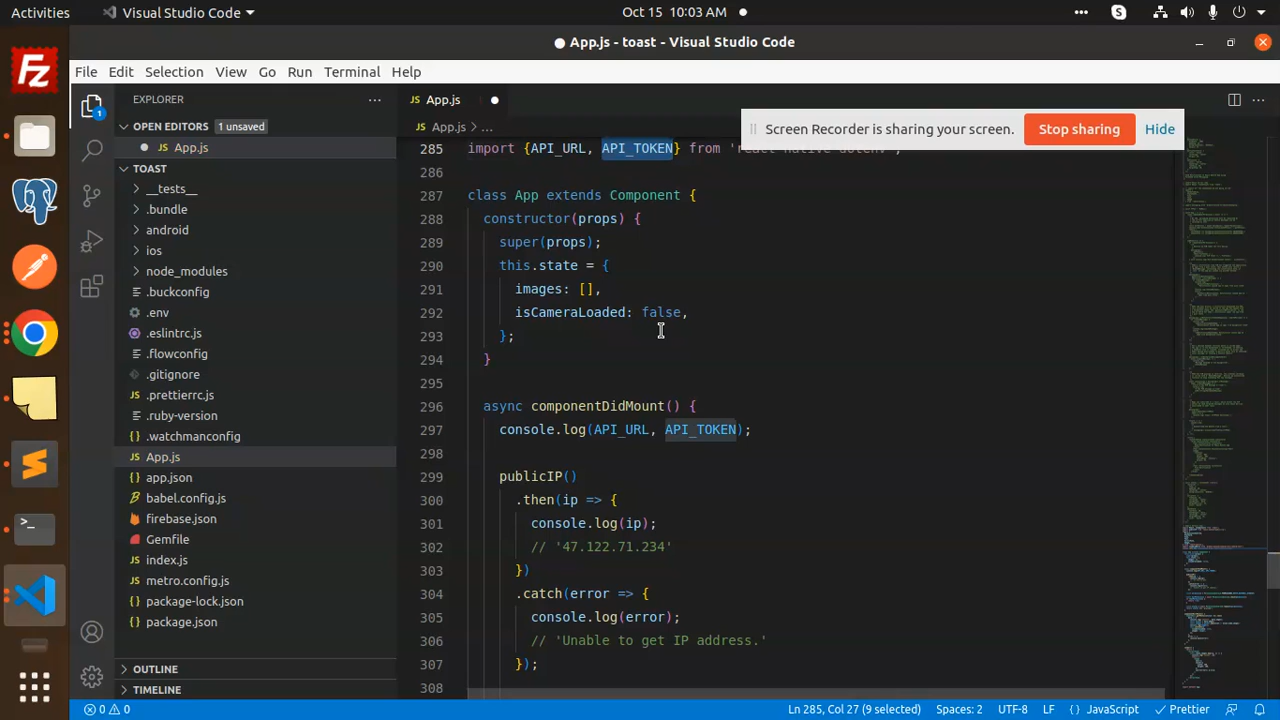 Activities
Visual Studio Code
Oct 15 10:03 AM
● App.js - toast - Visual Studio Code
File Edit Selection View Go Run Terminal Help
EXPLORER
OPEN EDITORS 1 unsaved
App.js
TOAST
__tests__
.bundle
android
ios
node_modules
.buckconfig
.env
.eslintrc.js
.flowconfig
.gitignore
.prettierrc.js
.ruby-version
.watchmanconfig
App.js
app.json
babel.config.js
firebase.json
Gemfile
index.js
metro.config.js
package-lock.json
package.json
OUTLINE
TIMELINE
JS App.js
JS App.js > ...
Screen Recorder is sharing your screen. Stop sharing Hide
285 import {API_URL, API_TOKEN} from 'react-native-dotenv';
286
287 class App extends Component {
288 constructor(props) {
289 super(props);
290 this.state = {
291 images: [],
292 isCameraLoaded: false,
293 };
294 }
295
296 async componentDidMount() {
297 console.log(API_URL, API_TOKEN);
298
299 publicIP()
300 .then(ip => {
301 console.log(ip);
302 // '47.122.71.234'
303 })
304 .catch(error => {
305 console.log(error);
306 // 'Unable to get IP address.'
307 });
308
0 0 Ln 285, Col 27 (9 selected) Spaces: 2 UTF-8 LF { } JavaScript Prettier